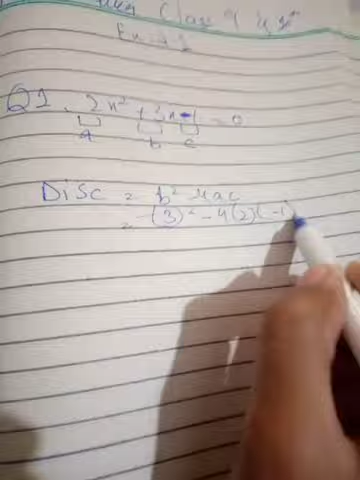 Class 9
Q1. 2x² + 3x - 1 = 0
a b c
Disc = b² - 4ac
= (3)² - 4(2)(-1)